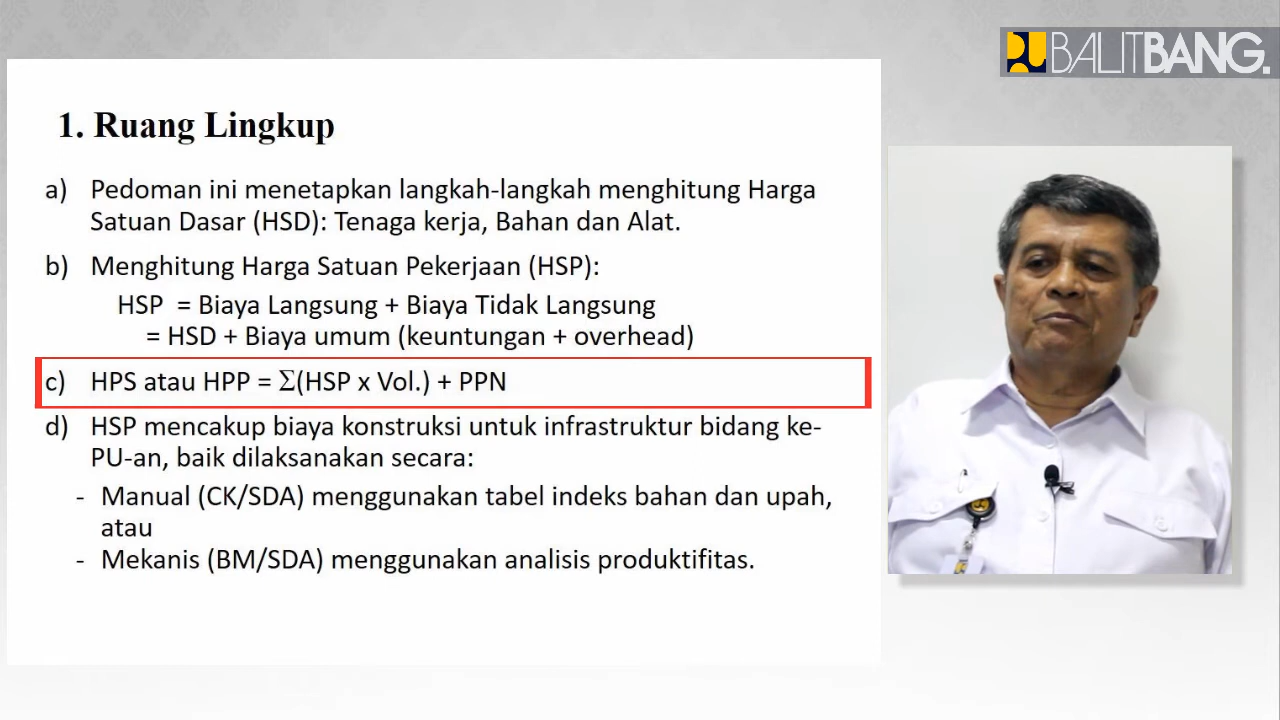 BALITBANG.
1. Ruang Lingkup
a) Pedoman ini menetapkan langkah-langkah menghitung Harga
Satuan Dasar (HSD): Tenaga kerja, Bahan dan Alat.
b) Menghitung Harga Satuan Pekerjaan (HSP):
HSP = Biaya Langsung + Biaya Tidak Langsung
= HSD + Biaya umum (keuntungan + overhead)
c) HPS atau HPP = Σ(HSP x Vol.) + PPN
d) HSP mencakup biaya konstruksi untuk infrastruktur bidang ke-
PU-an, baik dilaksanakan secara:
- Manual (CK/SDA) menggunakan tabel indeks bahan dan upah,
atau
- Mekanis (BM/SDA) menggunakan analisis produktifitas.